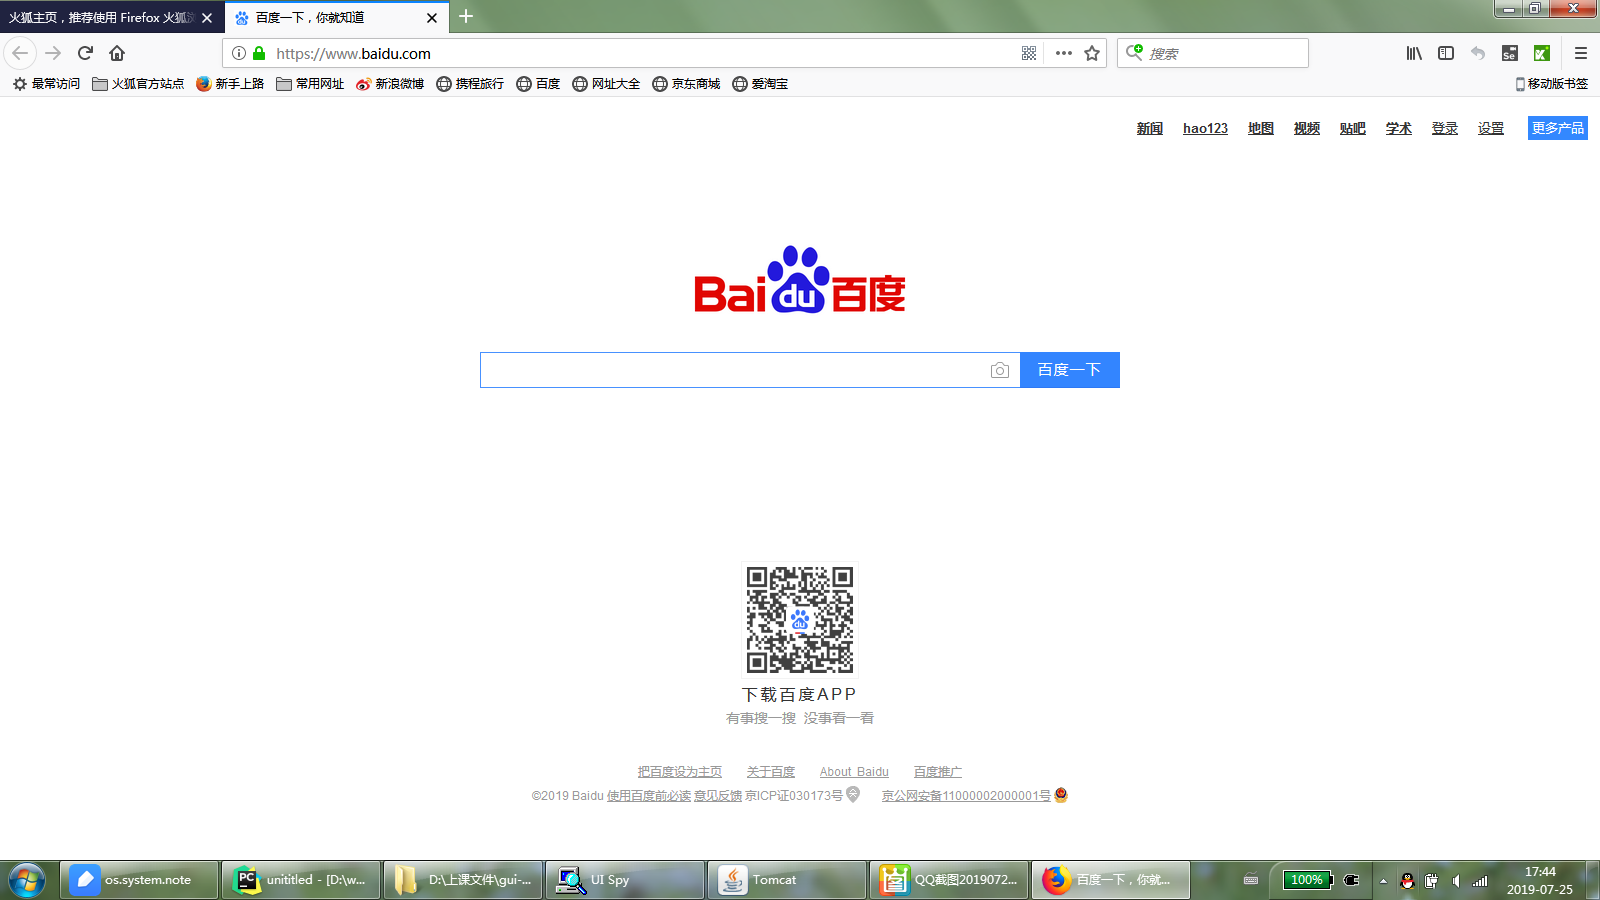 火狐主页，推荐使用 Firefox 火狐
百度一下，你就知道
https://www.baidu.com
搜索
最常访问 火狐官方站点 新手上路 常用网址 新浪微博 携程旅行 百度 网址大全 京东商城 爱淘宝 移动版书签
新闻 hao123 地图 视频 贴吧 学术 登录 设置 更多产品
Bai du 百度
百度一下
du
下载百度APP
有事搜一搜 没事看一看
把百度设为主页 关于百度 About Baidu 百度推广
©2019 Baidu 使用百度前必读 意见反馈 京ICP证030173号 京公网安备11000002000001号
os.system.note
PC unititled - [D:\w...
D:\上课文件\gui-...
UI Spy
Tomcat
QQ截图2019072...
百度一下，你就...
100%
17:44
2019-07-25